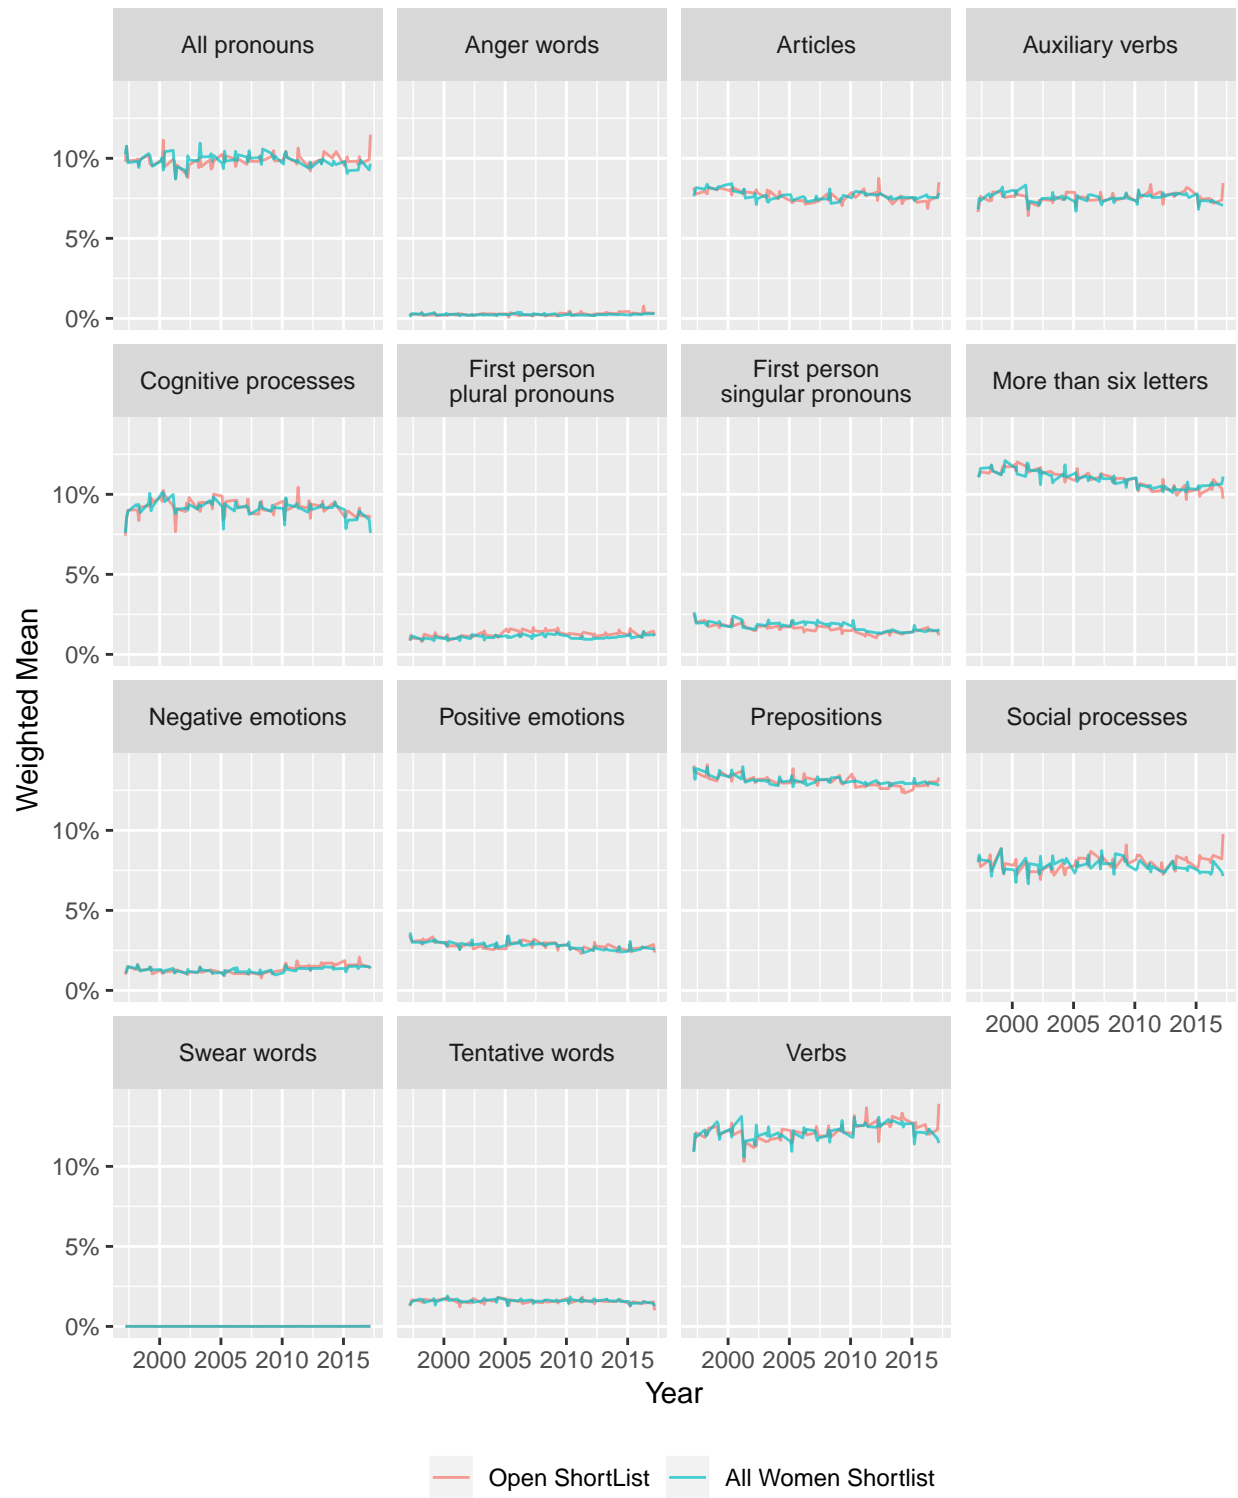 All pronouns
Anger words
Articles
Auxiliary verbs
10%
5%
0%
Cognitive processes
First person
plural pronouns
First person
singular pronouns
More than six letters
10%
5%
0%
Weighted Mean
Negative emotions
Positive emotions
Prepositions
Social processes
10%
5%
0%
2000 2005 2010 2015
Swear words
Tentative words
Verbs
10%
5%
0%
2000 2005 2010 2015
2000 2005 2010 2015
2000 2005 2010 2015
Year
Open ShortList
All Women Shortlist